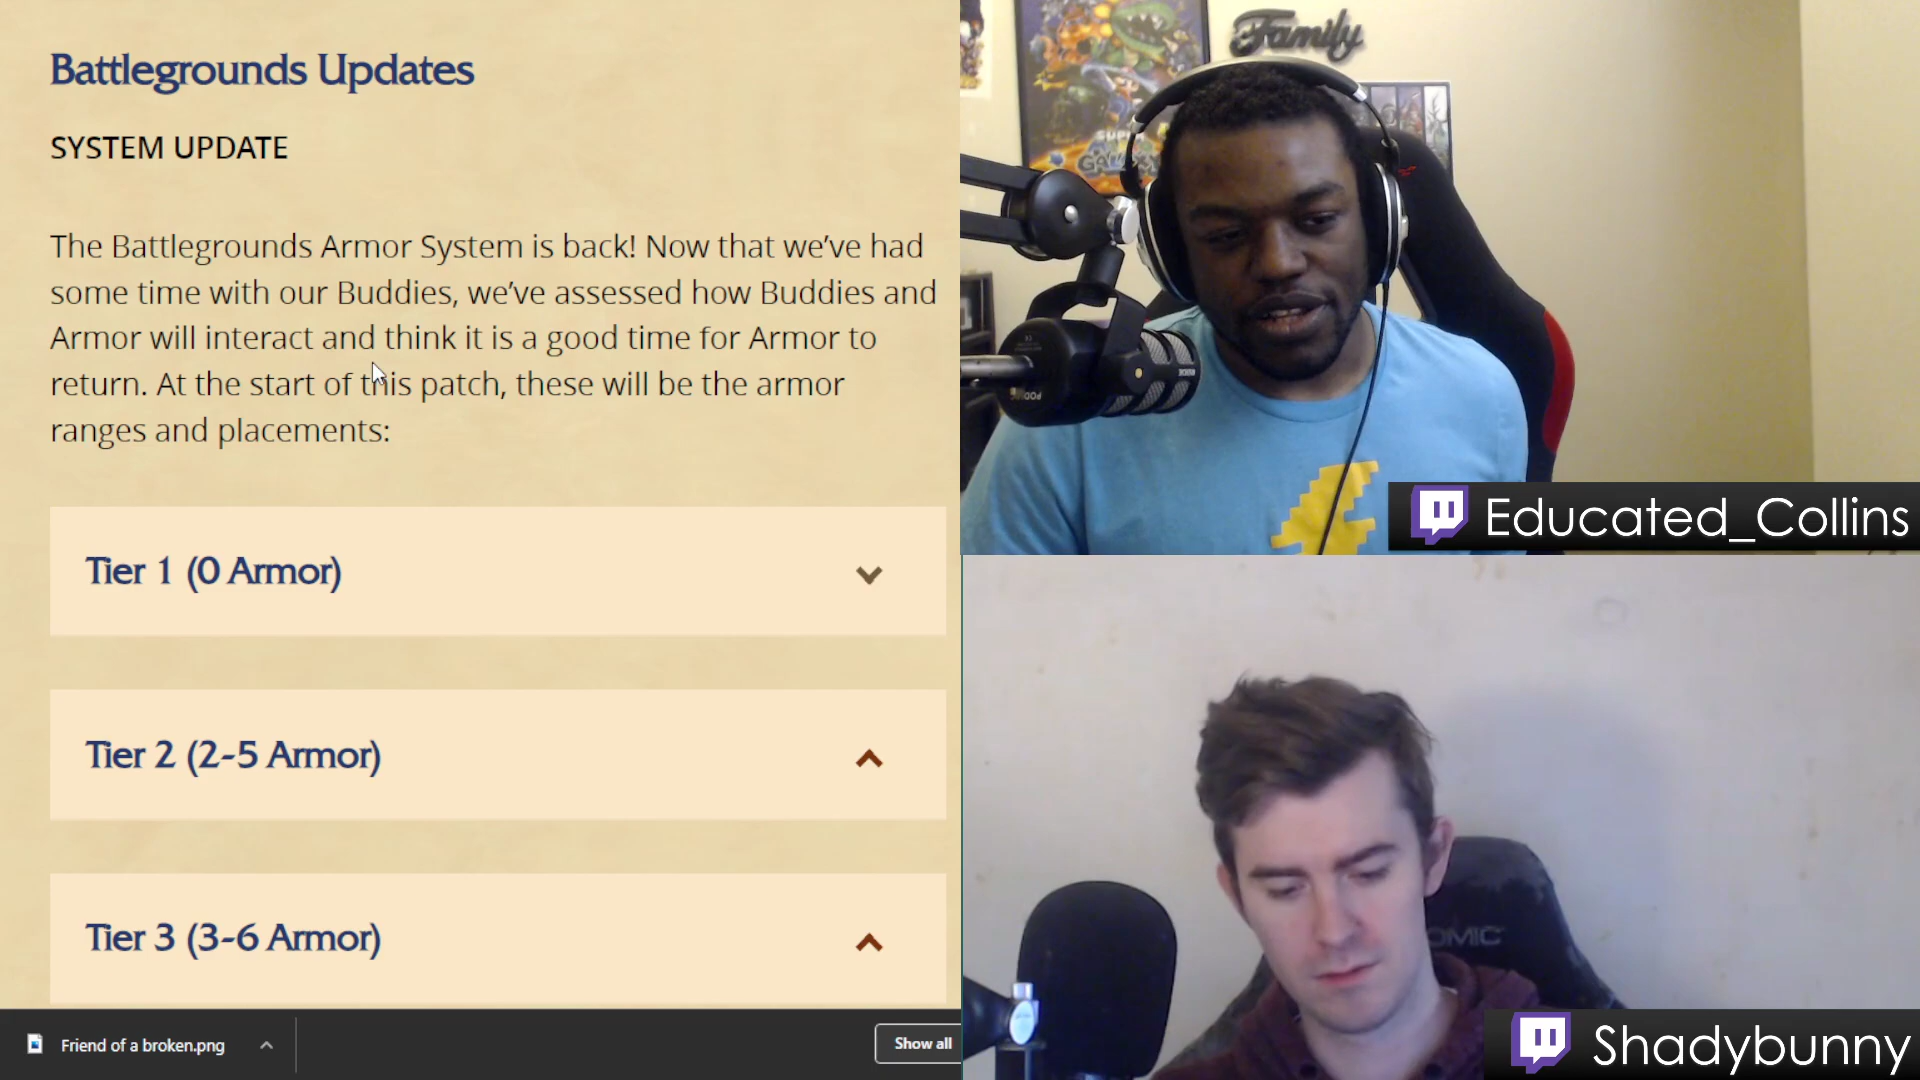 Battlegrounds Updates
SYSTEM UPDATE
The Battlegrounds Armor System is back! Now that we’ve had
some time with our Buddies, we’ve assessed how Buddies and
Armor will interact and think it is a good time for Armor to
return. At the start of this patch, these will be the armor
ranges and placements:
Tier 1 (0 Armor)
Tier 2 (2-5 Armor)
Tier 3 (3-6 Armor)
Friend of a broken.png
Show all
Family
SUPER
GALAXY
Educated_Collins
OMIC
Shadybunny